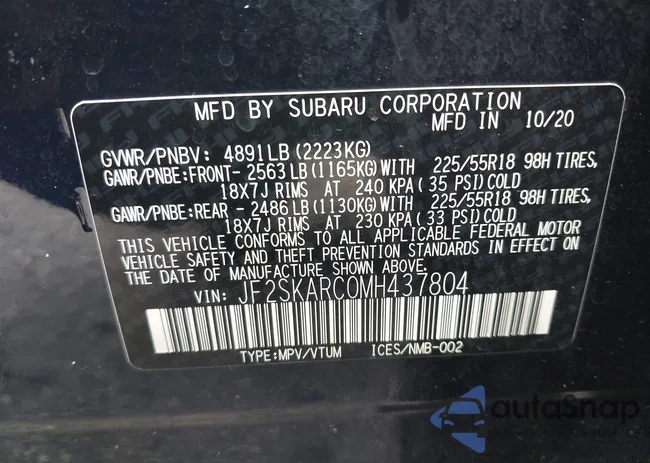 MFD BY SUBARU CORPORATION
MFD IN 10/20
GVWR/PNBV: 4891LB (2223KG)
GAWR/PNBE:FRONT- 2563 LB (1165KG) WITH 225/55R18 98H TIRES,
18X7J RIMS AT 240 KPA ( 35 PSI) COLD
GAWR/PNBE:REAR - 2486 LB (1130KG) WITH 225/55R18 98H TIRES,
18X7J RIMS AT 230 KPA ( 33 PSI) COLD
THIS VEHICLE CONFORMS TO ALL APPLICABLE FEDERAL MOTOR
VEHICLE SAFETY AND THEFT PREVENTION STANDARDS IN EFFECT ON
THE DATE OF MANUFACTURE SHOWN ABOVE.
VIN: JF2SKARC0MH437804
TYPE:MPV/VTUM ICES/NMB-002
autoSnap